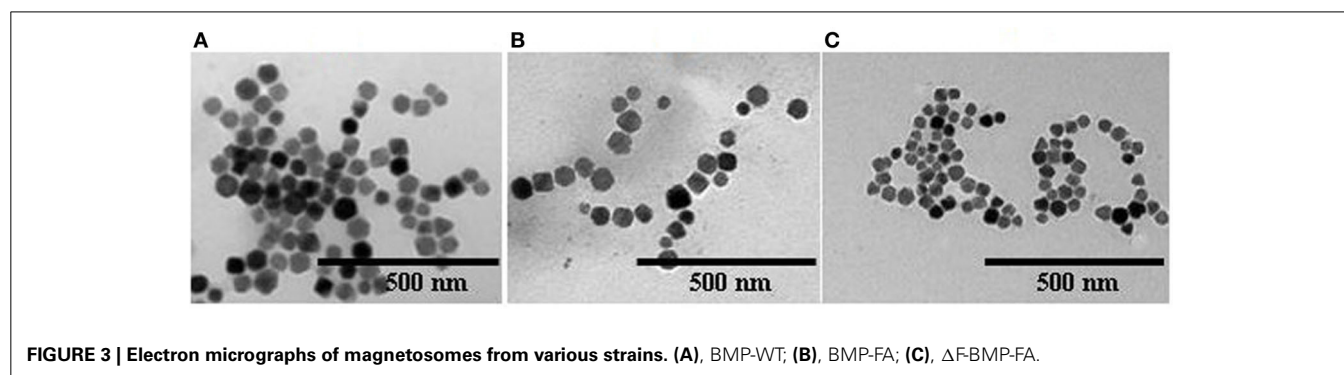 A
B
C
500 nm
500 nm
500 nm
FIGURE 3 | Electron micrographs of magnetosomes from various strains. (A), BMP-WT; (B), BMP-FA; (C), ΔF-BMP-FA.